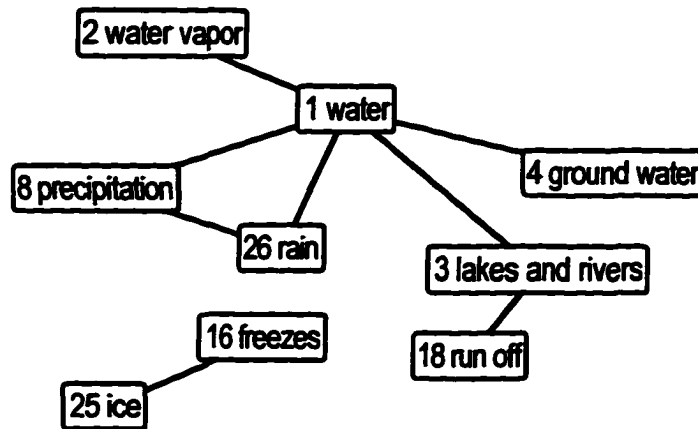 2 water vapor
1 water
8 precipitation
4 ground water
26 rain
3 lakes and rivers
16 freezes
18 run off
25 ice